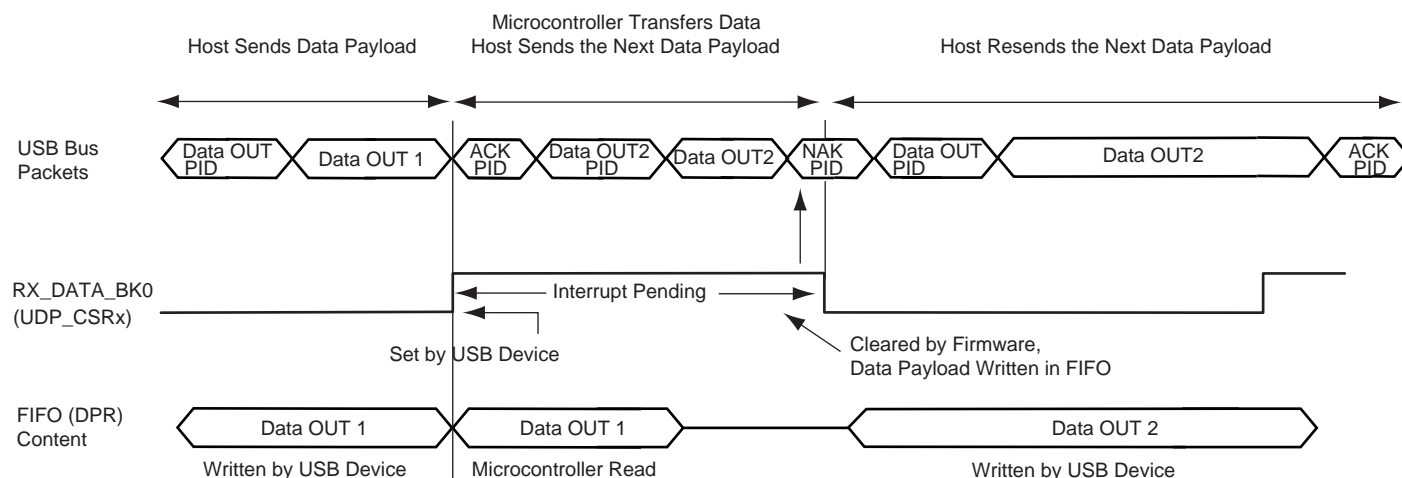 Host Sends Data Payload
Microcontroller Transfers Data
Host Sends the Next Data Payload
Host Resends the Next Data Payload
USB Bus
Packets
Data OUT
PID
Data OUT 1
ACK
PID
Data OUT2
PID
Data OUT2
NAK
PID
Data OUT
PID
Data OUT2
ACK
PID
RX_DATA_BK0
(UDP_CSRx)
Interrupt Pending
Set by USB Device
Cleared by Firmware,
Data Payload Written in FIFO
FIFO (DPR)
Content
Data OUT 1
Data OUT 1
Data OUT 2
Written by USB Device
Microcontroller Read
Written by USB Device